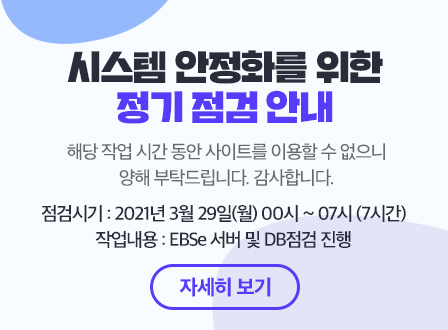 시스템 안정화를 위한
정기 점검 안내
해당 작업 시간 동안 사이트를 이용할 수 없으니
양해 부탁드립니다. 감사합니다.
점검시기 : 2021년 3월 29일(월) 00시 ~ 07시 (7시간)
작업내용 : EBSe 서버 및 DB점검 진행
자세히 보기